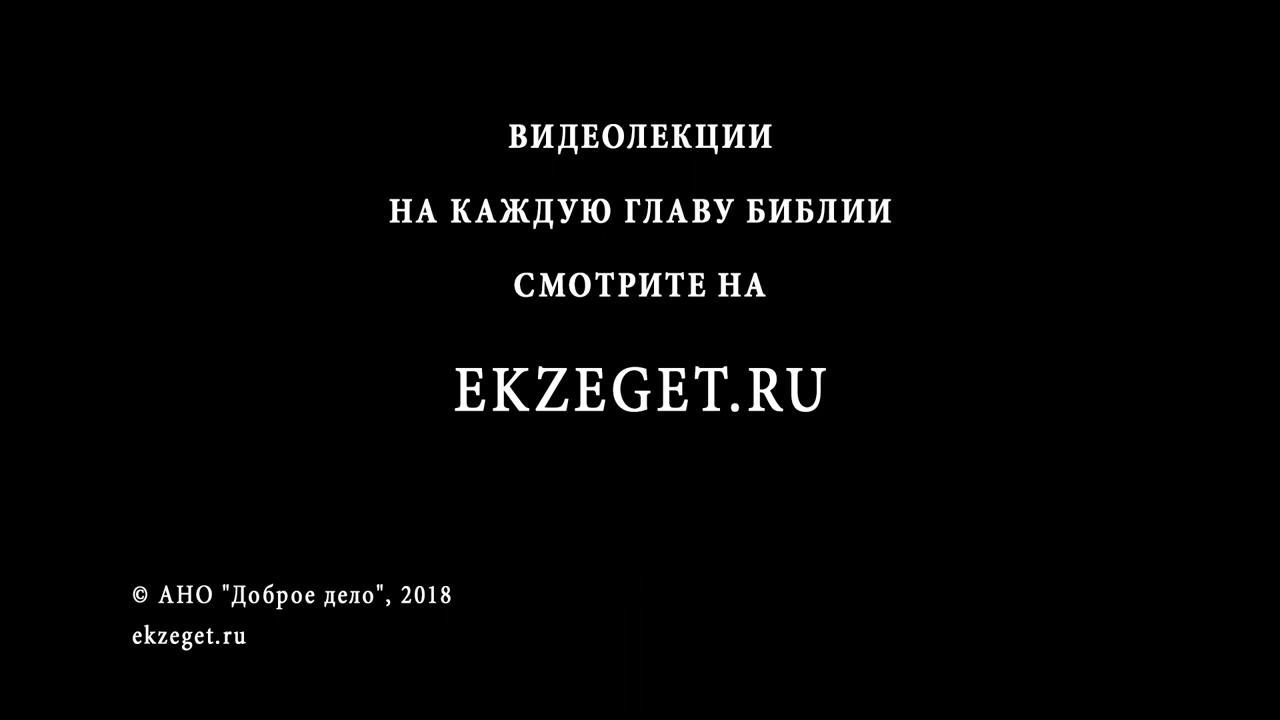 ВИДЕОЛЕКЦИИ
НА КАЖДУЮ ГЛАВУ БИБЛИИ
СМОТРИТЕ НА
EKZEGET.RU
© АНО "Доброе дело", 2018
ekzeget.ru